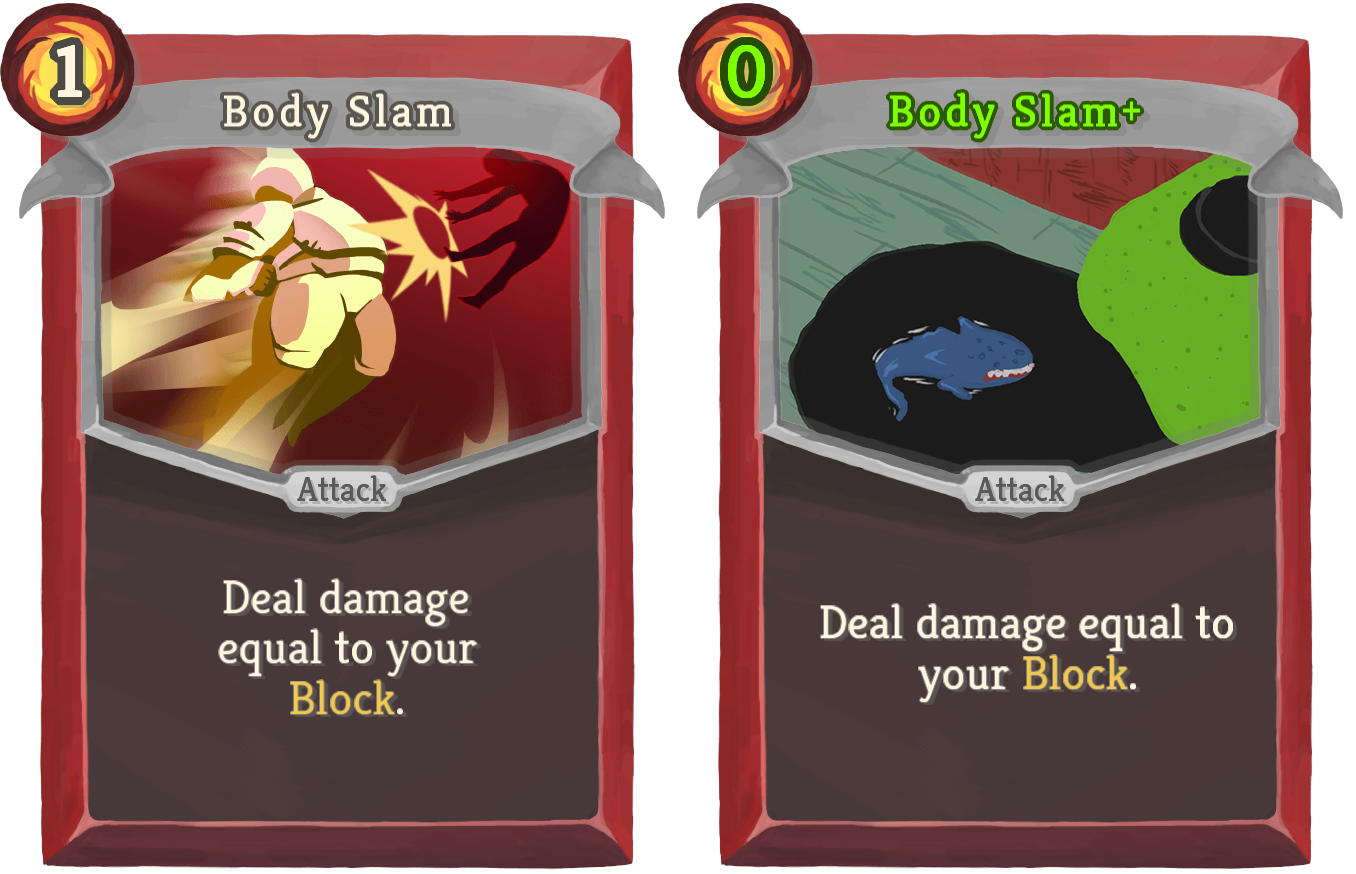 1
Body Slam
Attack
Deal damage
equal to your
Block.
0
Body Slam+
Attack
Deal damage equal to
your Block.